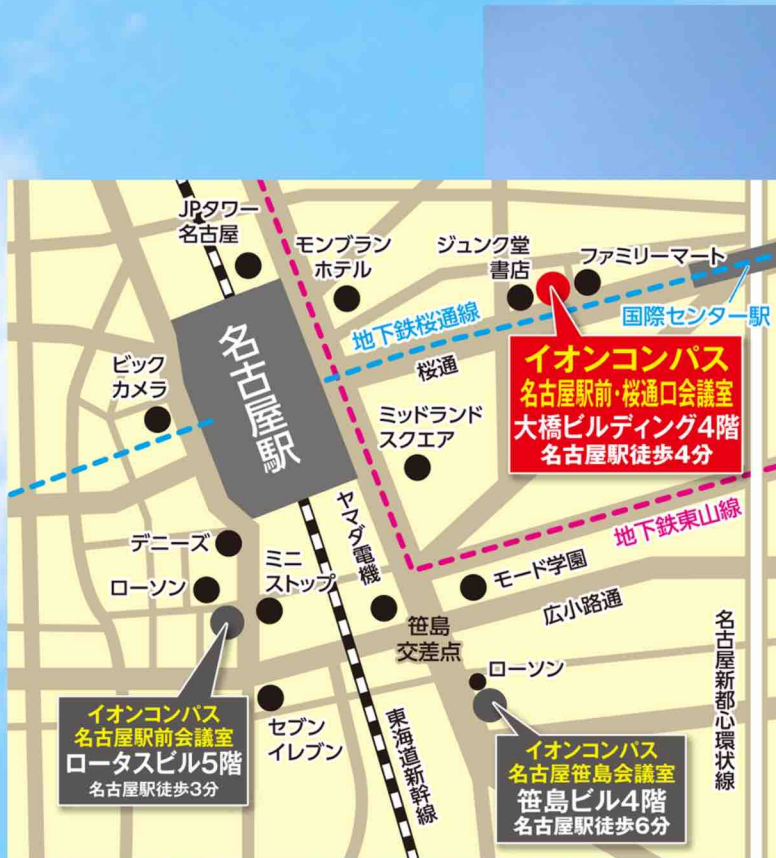 JPタワー
名古屋
モンブラン
ホテル
ジュンク堂
書店
ファミリーマート
国際センター駅
地下鉄桜通線
桜通
イオンコンパス
名古屋駅前・桜通口会議室
大橋ビルディング4階
名古屋駅徒歩4分
ビック
カメラ
名古屋駅
ミッドランド
スクエア
ヤマダ電機
地下鉄東山線
デニーズ
ローソン
ミニ
ストップ
モード学園
広小路通
笹島
交差点
名古屋新都心環状線
ローソン
イオンコンパス
名古屋駅前会議室
ロータスビル5階
名古屋駅徒歩3分
セブン
イレブン
東海道新幹線
イオンコンパス
名古屋笹島会議室
笹島ビル4階
名古屋駅徒歩6分